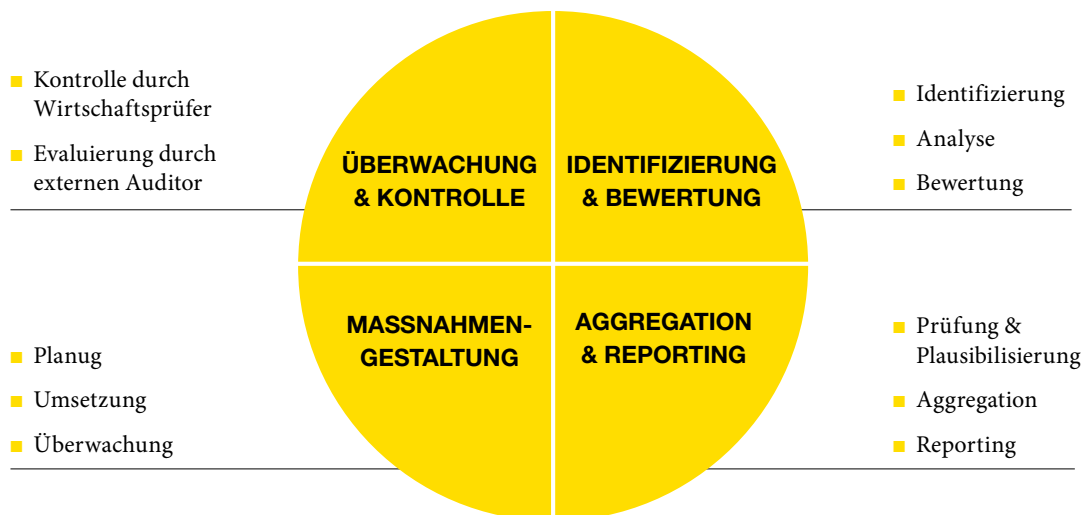 Kontrolle durch
Wirtschaftsprüfer
Evaluierung durch
externen Auditor
ÜBERWACHUNG
& KONTROLLE
IDENTIFIZIERUNG
& BEWERTUNG
Identifizierung
Analyse
Bewertung
Planug
Umsetzung
Überwachung
MASSNAHMEN-
GESTALTUNG
AGGREGATION
& REPORTING
Prüfung &
Plausibilisierung
Aggregation
Reporting